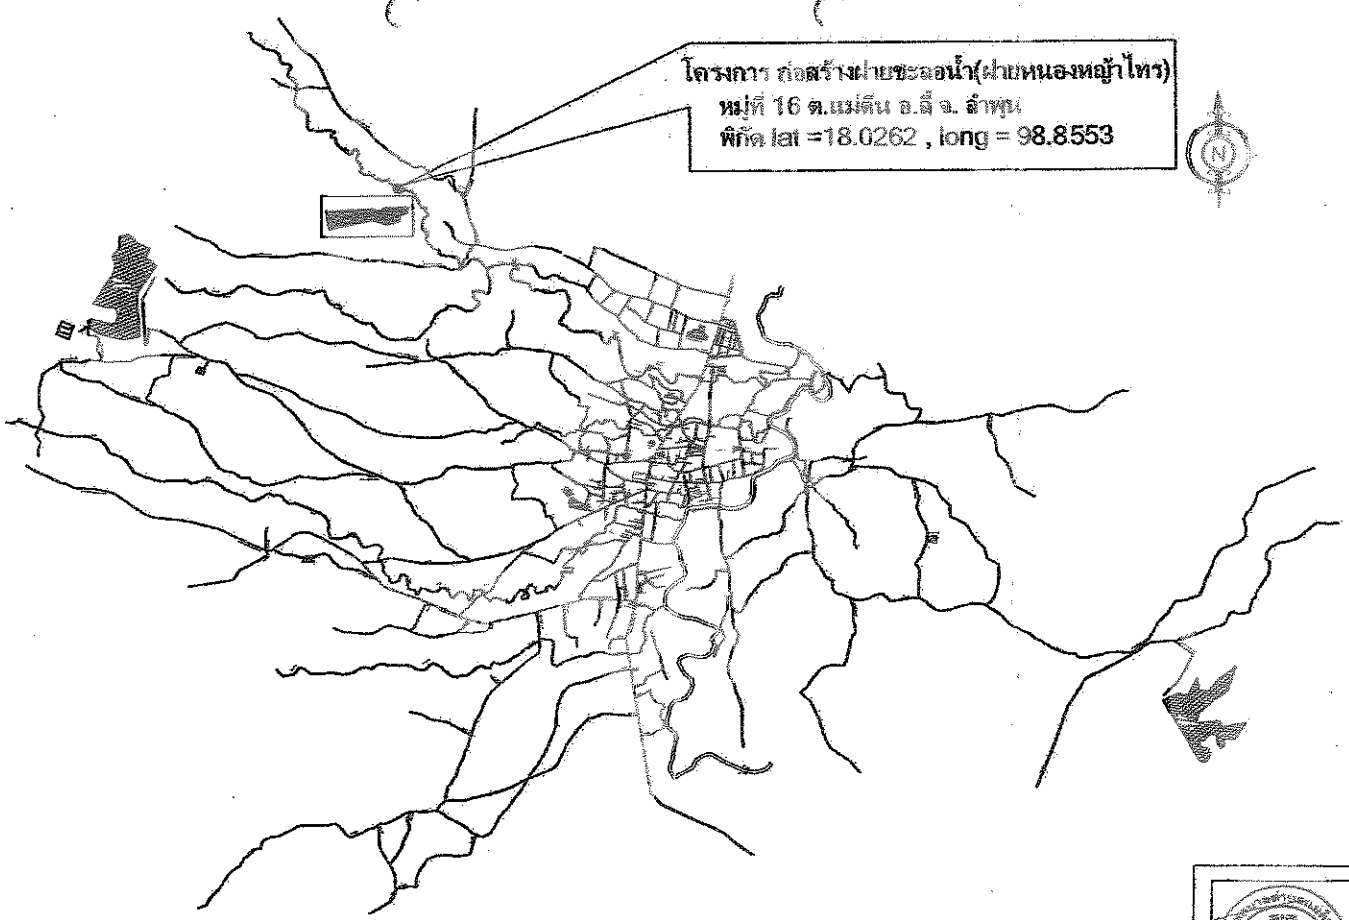 โครงการ ก่อสร้างฝายชะลอน้ำ(ฝายหนองหญ้าไทร)
หมู่ที่ 16 ต.แม่ตืน อ.ลี้ จ. ลำพูน
พิกัด lat =18.0262 , long = 98.8553
N